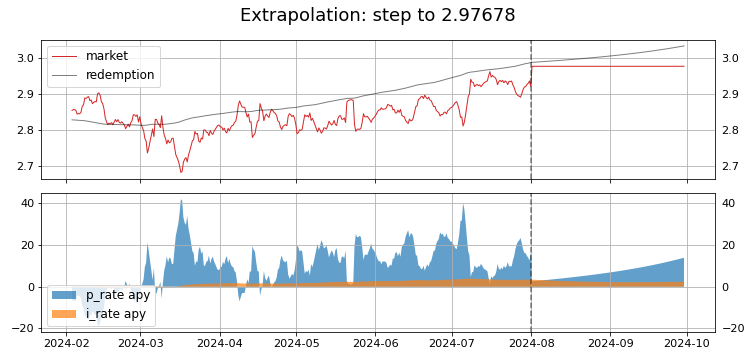 Extrapolation: step to 2.97678
market
redemption
3.0 3.0
2.9 2.9
2.8 2.8
2.7 2.7
40 40
20 20
0 0
−20 −20
p_rate apy
i_rate apy
2024-02 2024-03 2024-04 2024-05 2024-06 2024-07 2024-08 2024-09 2024-10